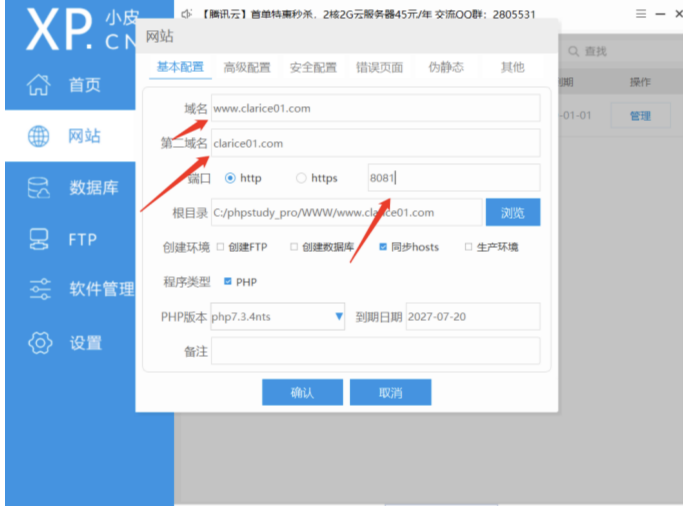 XP.小皮
CN
【腾讯云】首单特惠秒杀，2核2G云服务器45元/年 交流QQ群：2805531
网站
查找
基本配置 高级配置 安全配置 错误页面 伪静态 其他
首页
操作
域名 www.clarice01.com
-01-01 管理
网站
第二域名 clarice01.com
端口 http https 8081
数据库
根目录 C:/phpstudy_pro/WWW/www.clarice01.com 浏览
FTP
创建环境 创建FTP 创建数据库 同步hosts 生产环境
软件管理
程序类型 PHP
PHP版本 php7.3.4nts 到期日期 2027-07-20
设置
备注
确认 取消